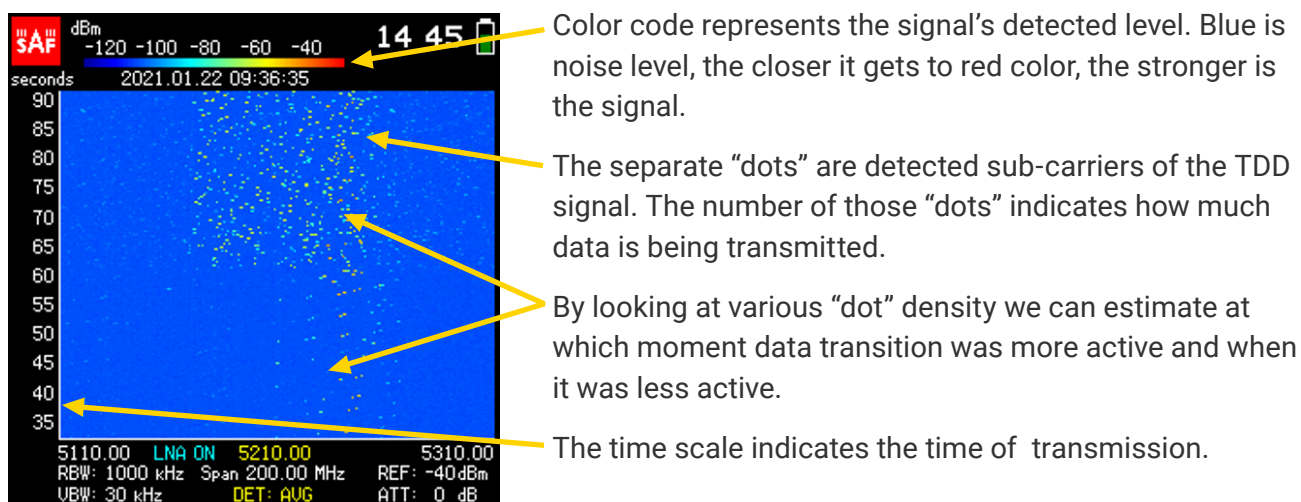 SAF
dBm
-120 -100 -80 -60 -40
14 45
seconds 2021.01.22 09:36:35
90
85
80
75
70
65
60
55
50
45
40
35
5110.00 LNA ON 5210.00 5310.00
RBW: 1000 kHz Span 200.00 MHz REF: -40dBm
VBW: 30 kHz DET: AVG ATT: 0 dB
Color code represents the signal’s detected level. Blue is
noise level, the closer it gets to red color, the stronger is
the signal.
The separate “dots” are detected sub-carriers of the TDD
signal. The number of those “dots” indicates how much
data is being transmitted.
By looking at various “dot” density we can estimate at
which moment data transition was more active and when
it was less active.
The time scale indicates the time of transmission.